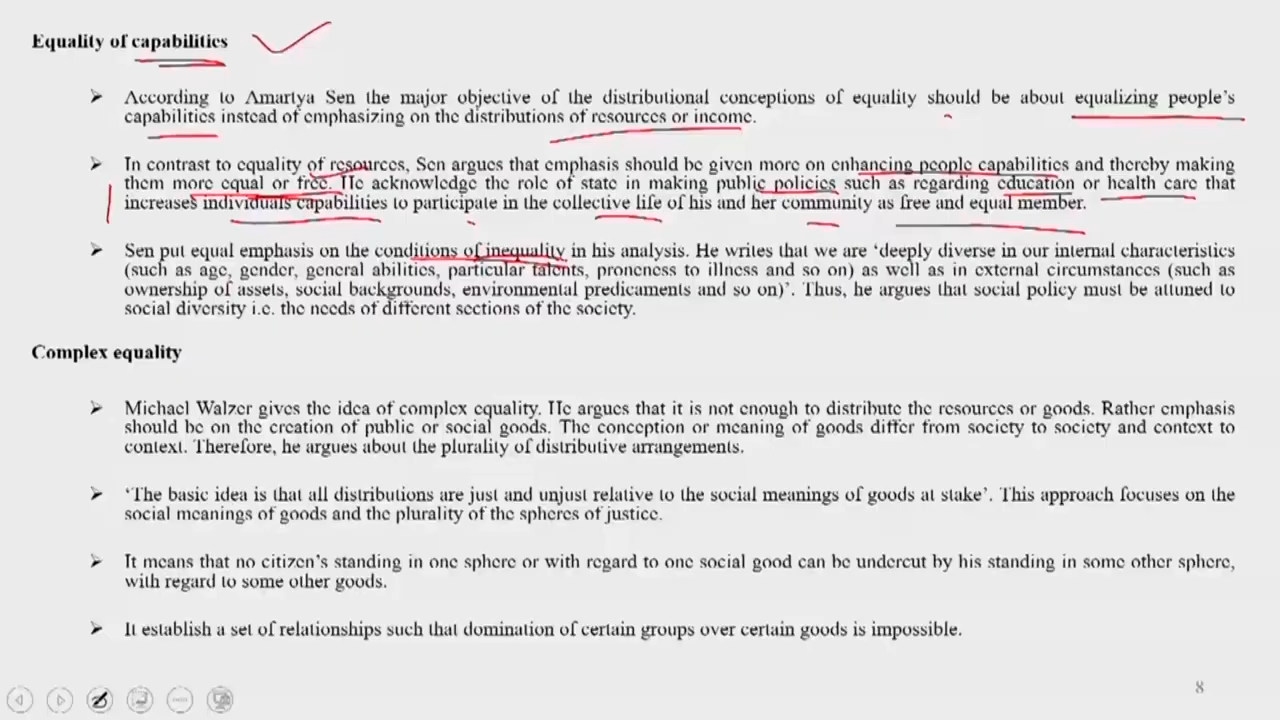 Equality of capabilities
➢ According to Amartya Sen the major objective of the distributional conceptions of equality should be about equalizing people's
capabilities instead of emphasizing on the distributions of resources or income.
➢ In contrast to equality of resources, Sen argues that emphasis should be given more on enhancing people capabilities and thereby making
them more equal or free. He acknowledge the role of state in making public policies such as regarding education or health care that
increases individuals capabilities to participate in the collective life of his and her community as free and equal member.
➢ Sen put equal emphasis on the conditions of inequality in his analysis. He writes that we are 'deeply diverse in our internal characteristics
(such as age, gender, general abilities, particular talents, proneness to illness and so on) as well as in external circumstances (such as
ownership of assets, social backgrounds, environmental predicaments and so on)'. Thus, he argues that social policy must be attuned to
social diversity i.e. the needs of different sections of the society.
Complex equality
➢ Michael Walzer gives the idea of complex equality. He argues that it is not enough to distribute the resources or goods. Rather emphasis
should be on the creation of public or social goods. The conception or meaning of goods differ from society to society and context to
context. Therefore, he argues about the plurality of distributive arrangements.
➢ 'The basic idea is that all distributions are just and unjust relative to the social meanings of goods at stake'. This approach focuses on the
social meanings of goods and the plurality of the spheres of justice.
➢ It means that no citizen's standing in one sphere or with regard to one social good can be undercut by his standing in some other sphere,
with regard to some other goods.
➢ It establish a set of relationships such that domination of certain groups over certain goods is impossible.
8